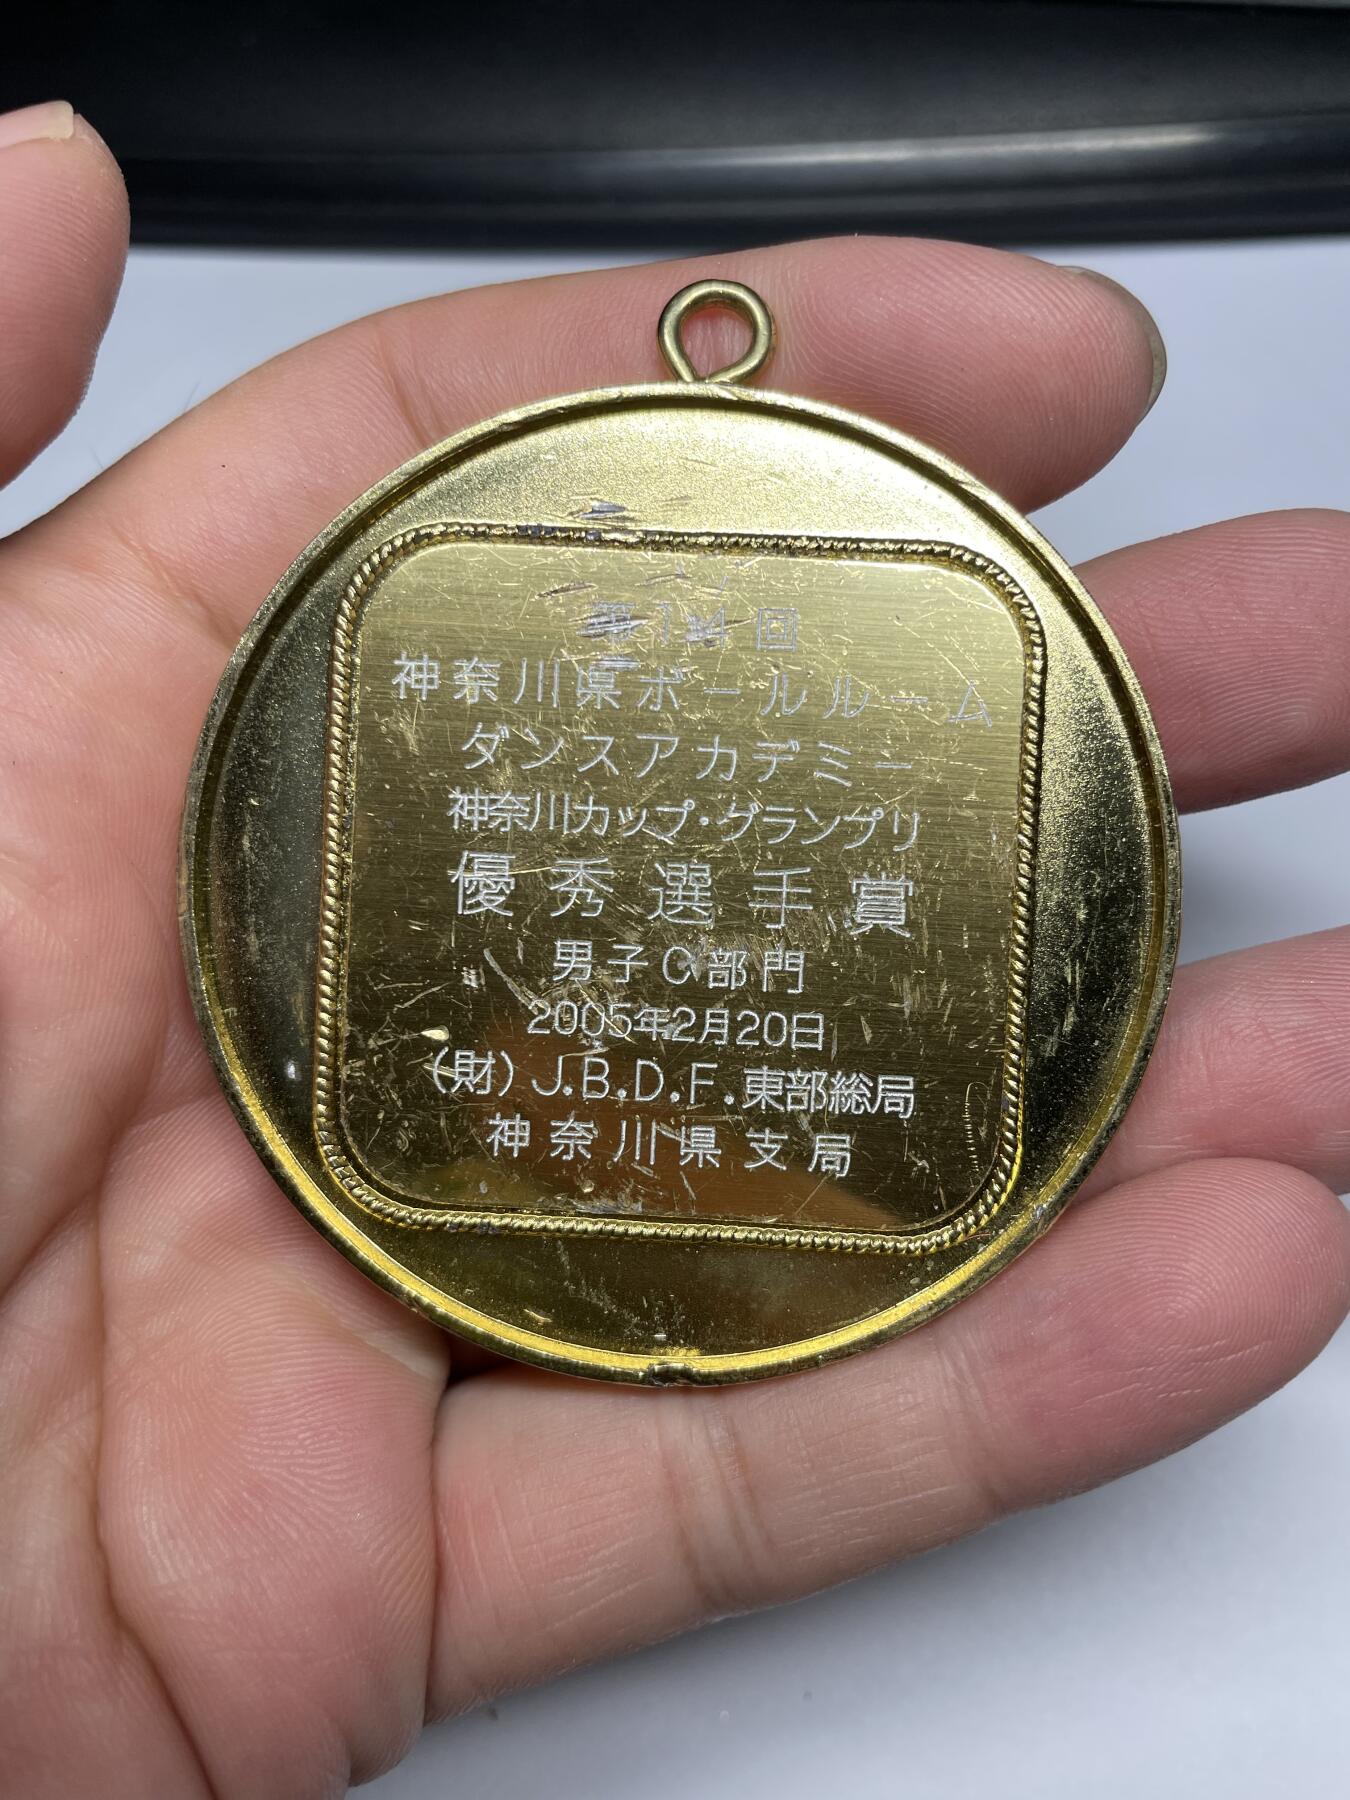 第14回
神奈川県ボールルーム
ダンスアカデミー
神奈川カップ・グランプリ
優秀選手賞
男子C部門
2005年2月20日
(財)J.B.D.F.東部総局
神奈川県支局